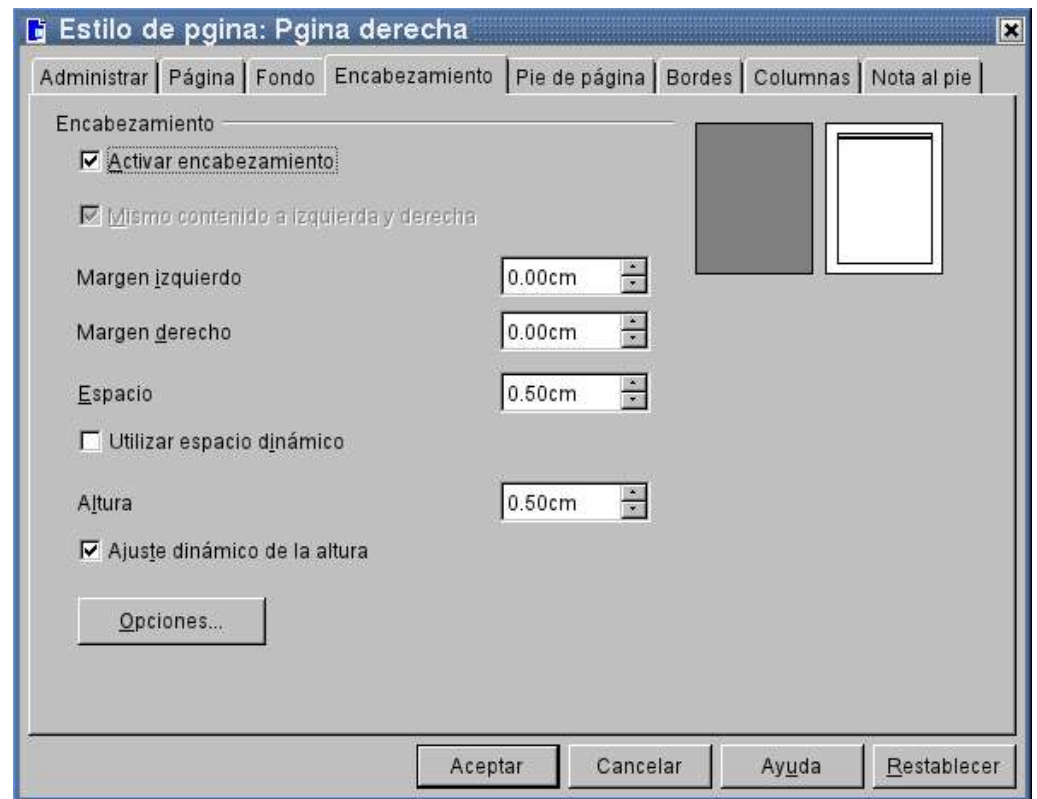 Estilo de pgina: Pgina derecha
Administrar Página Fondo Encabezamiento Pie de página Bordes Columnas Nota al pie
Encabezamiento
Activar encabezamiento
Mismo contenido a izquierda y derecha
Margen izquierdo 0.00cm
Margen derecho 0.00cm
Espacio 0.50cm
Utilizar espacio dinámico
Altura 0.50cm
Ajuste dinámico de la altura
Opciones...
Aceptar Cancelar Ayuda Restablecer